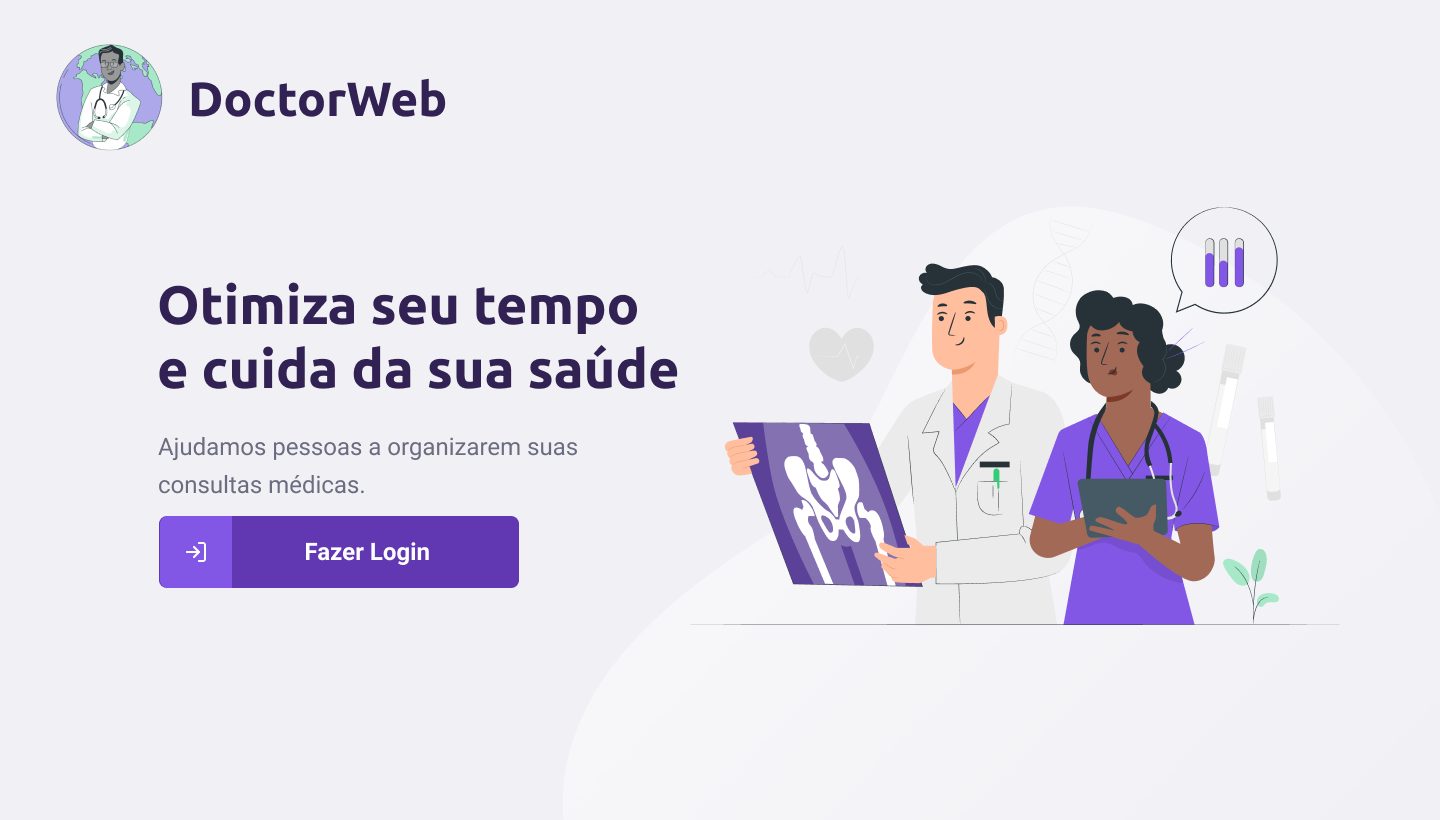 DoctorWeb
Otimiza seu tempo
e cuida da sua saúde
Ajudamos pessoas a organizarem suas
consultas médicas.
Fazer Login